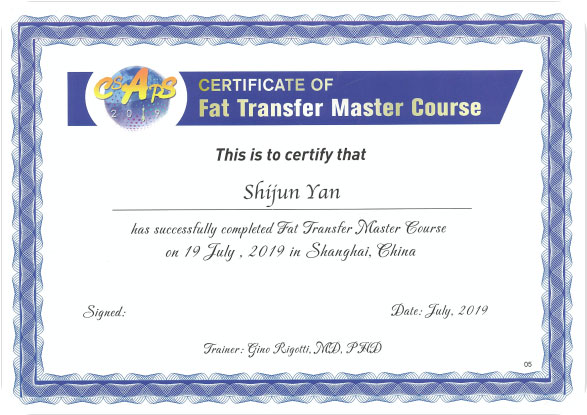 CSAPB
2019
CERTIFICATE OF
Fat Transfer Master Course
This is to certify that
Shijun Yan
has successfully completed Fat Transfer Master Course
on 19 July , 2019 in Shanghai, China
Signed:
Date: July, 2019
Trainer: Gino Rigotti, MD, PHD
05